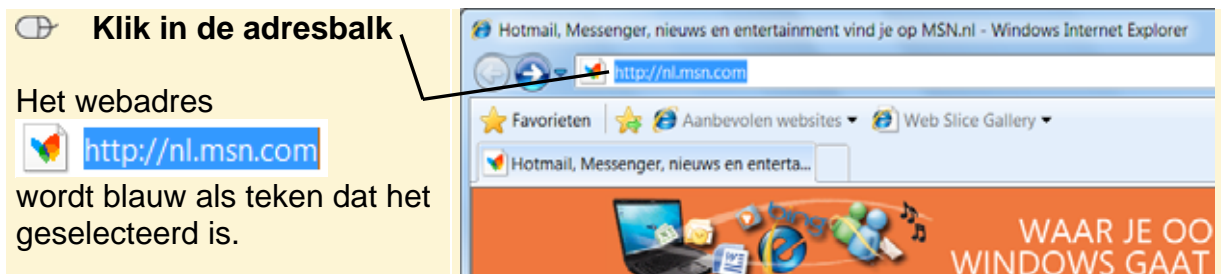 Klik in de adresbalk
Het webadres
http://nl.msn.com
wordt blauw als teken dat het
geselecteerd is.
Hotmail, Messenger, nieuws en entertainment vind je op MSN.nl - Windows Internet Explorer
http://nl.msn.com
Favorieten Aanbevolen websites Web Slice Gallery
Hotmail, Messenger, nieuws en enterta...
bing
WAAR JE OO
WINDOWS GAAT